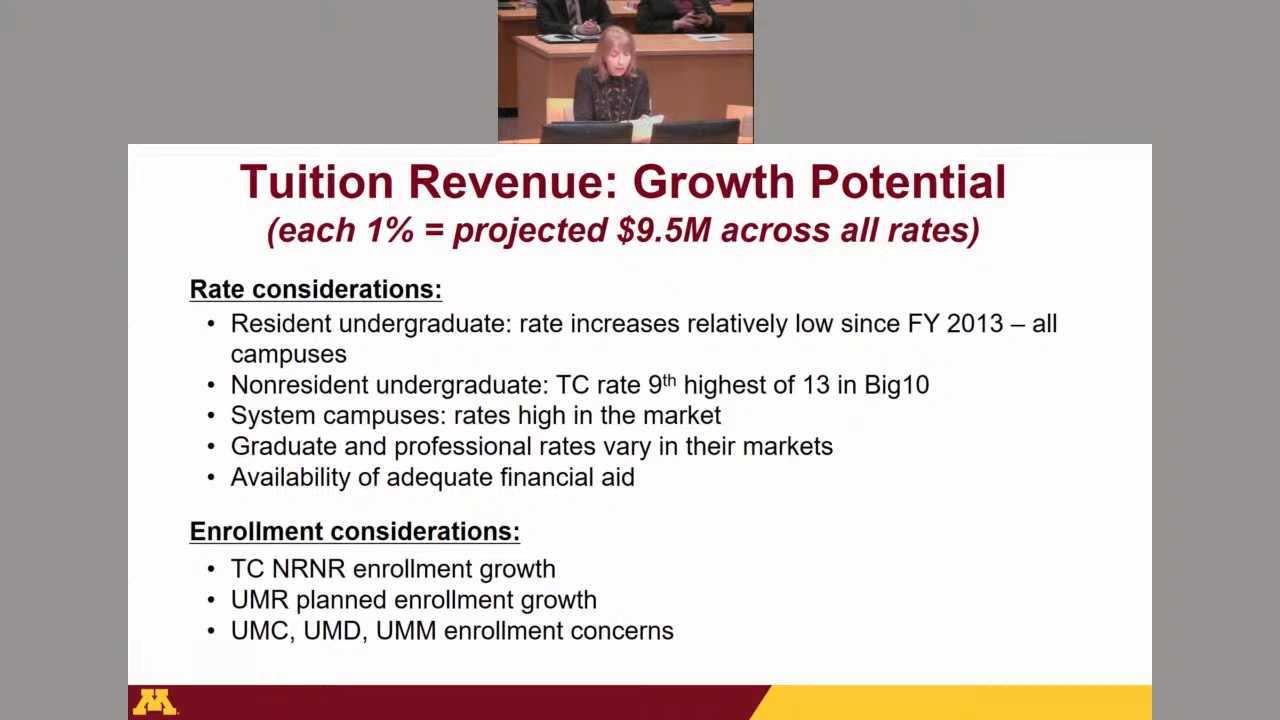 Tuition Revenue: Growth Potential
(each 1% = projected $9.5M across all rates)
Rate considerations:
• Resident undergraduate: rate increases relatively low since FY 2013 – all
campuses
• Nonresident undergraduate: TC rate 9th highest of 13 in Big10
• System campuses: rates high in the market
• Graduate and professional rates vary in their markets
• Availability of adequate financial aid
Enrollment considerations:
• TC NRNR enrollment growth
• UMR planned enrollment growth
• UMC, UMD, UMM enrollment concerns
M